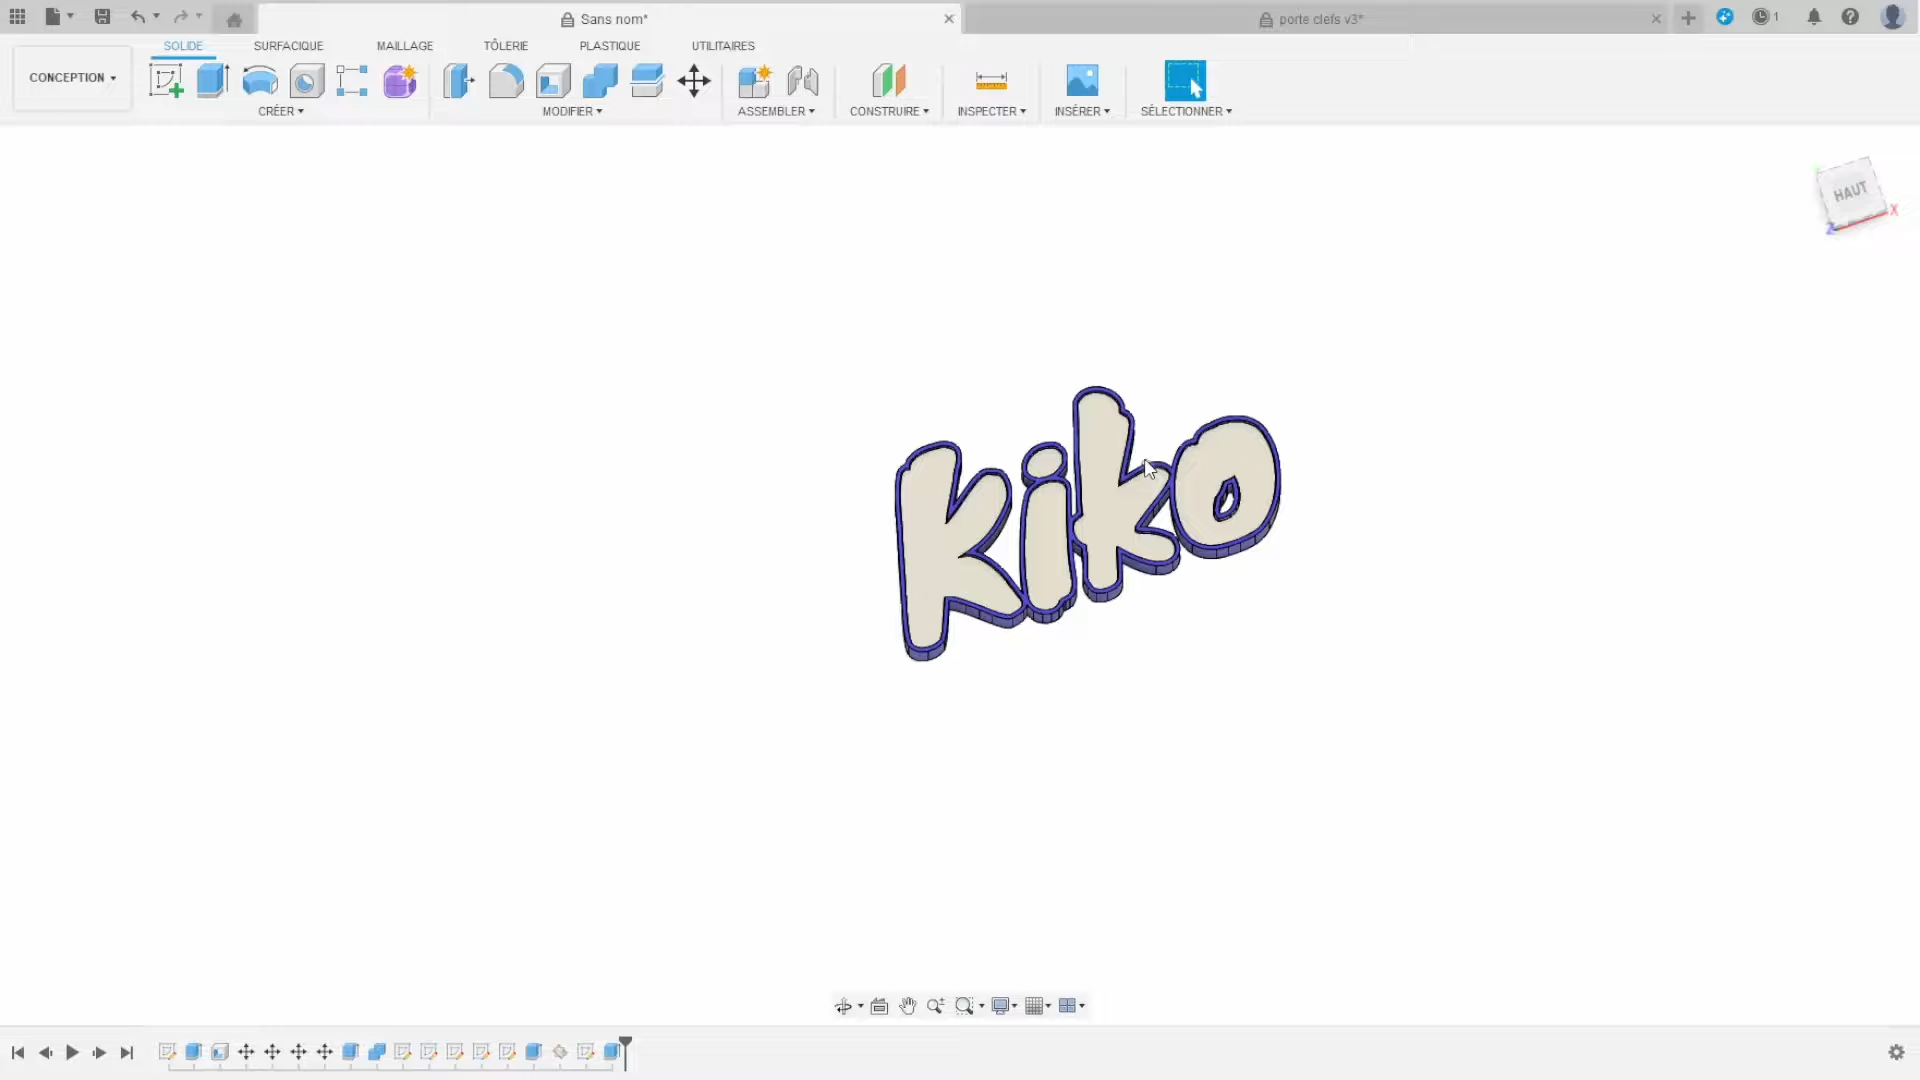 Sans nom*
porte clefs v3*
1
SOLIDE SURFACIQUE MAILLAGE TÔLERIE PLASTIQUE UTILITAIRES
CONCEPTION
CRÉER MODIFIER ASSEMBLER CONSTRUIRE INSPECTER INSÉRER SÉLECTIONNER
HAUT
X
Z
Kiko